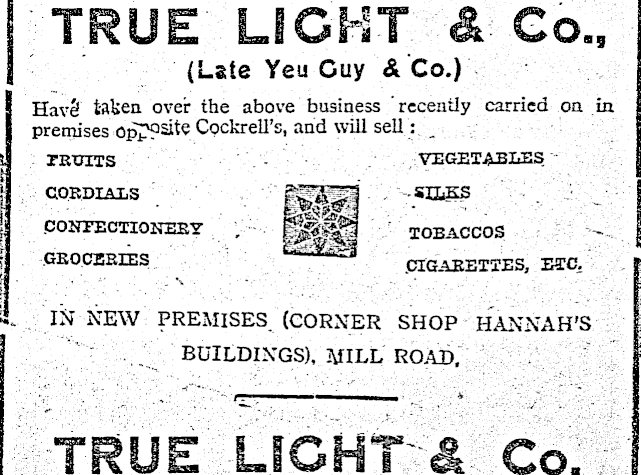 TRUE LIGHT & Co.,
(Late Yeu Guy & Co.)
Have taken over the above business recently carried on in
premises opposite Cockrell's, and will sell :
FRUITS VEGETABLES
CORDIALS SILKS
CONFECTIONERY TOBACCOS
GROCERIES CIGARETTES, ETC.
IN NEW PREMISES (CORNER SHOP HANNAH'S
BUILDINGS), MILL ROAD,
TRUE LIGHT & Co.